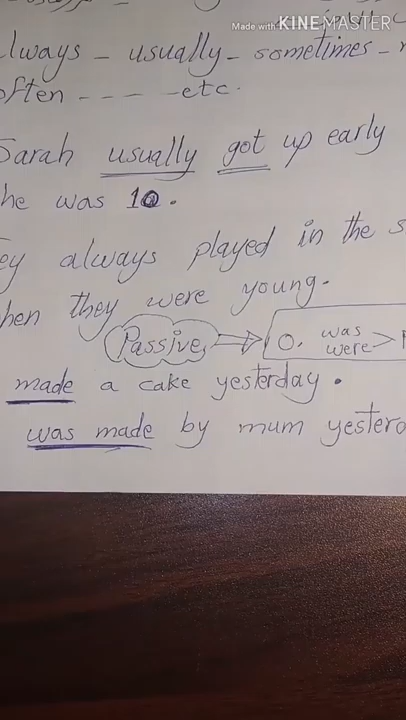 Made with KINEMASTER
lways - usually - sometimes -
often - - - - - etc.
Sarah usually got up early
he was 10.
ey always played in the s
hen they were young.
Passive O. was
were >
made a cake yesterday.
was made by mum yester